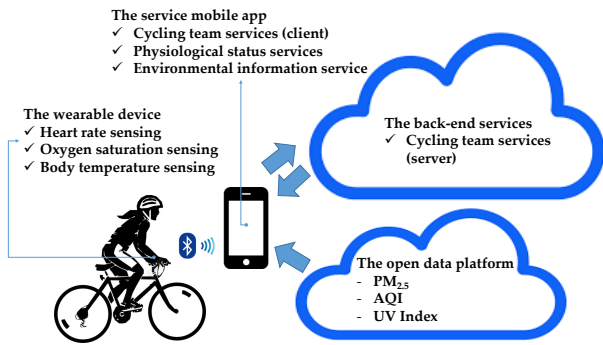 The service mobile app
✓ Cycling team services (client)
✓ Physiological status services
✓ Environmental information service
The wearable device
✓ Heart rate sensing
✓ Oxygen saturation sensing
✓ Body temperature sensing
The back-end services
✓ Cycling team services
(server)
The open data platform
- PM2.5
- AQI
- UV Index